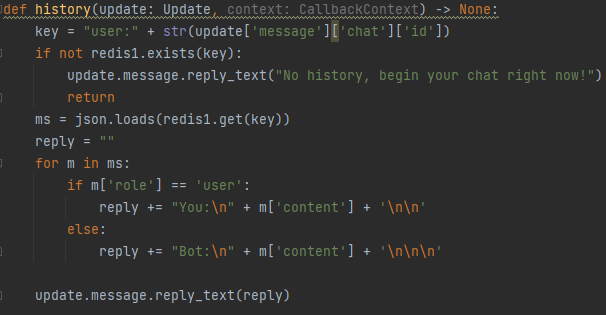 def history(update: Update, context: CallbackContext) -> None:
    key = "user:" + str(update['message']['chat']['id'])
    if not redis1.exists(key):
        update.message.reply_text("No history, begin your chat right now!")
        return
    ms = json.loads(redis1.get(key))
    reply = ""
    for m in ms:
        if m['role'] == 'user':
            reply += "You:\n" + m['content'] + '\n\n'
        else:
            reply += "Bot:\n" + m['content'] + '\n\n\n'
    update.message.reply_text(reply)